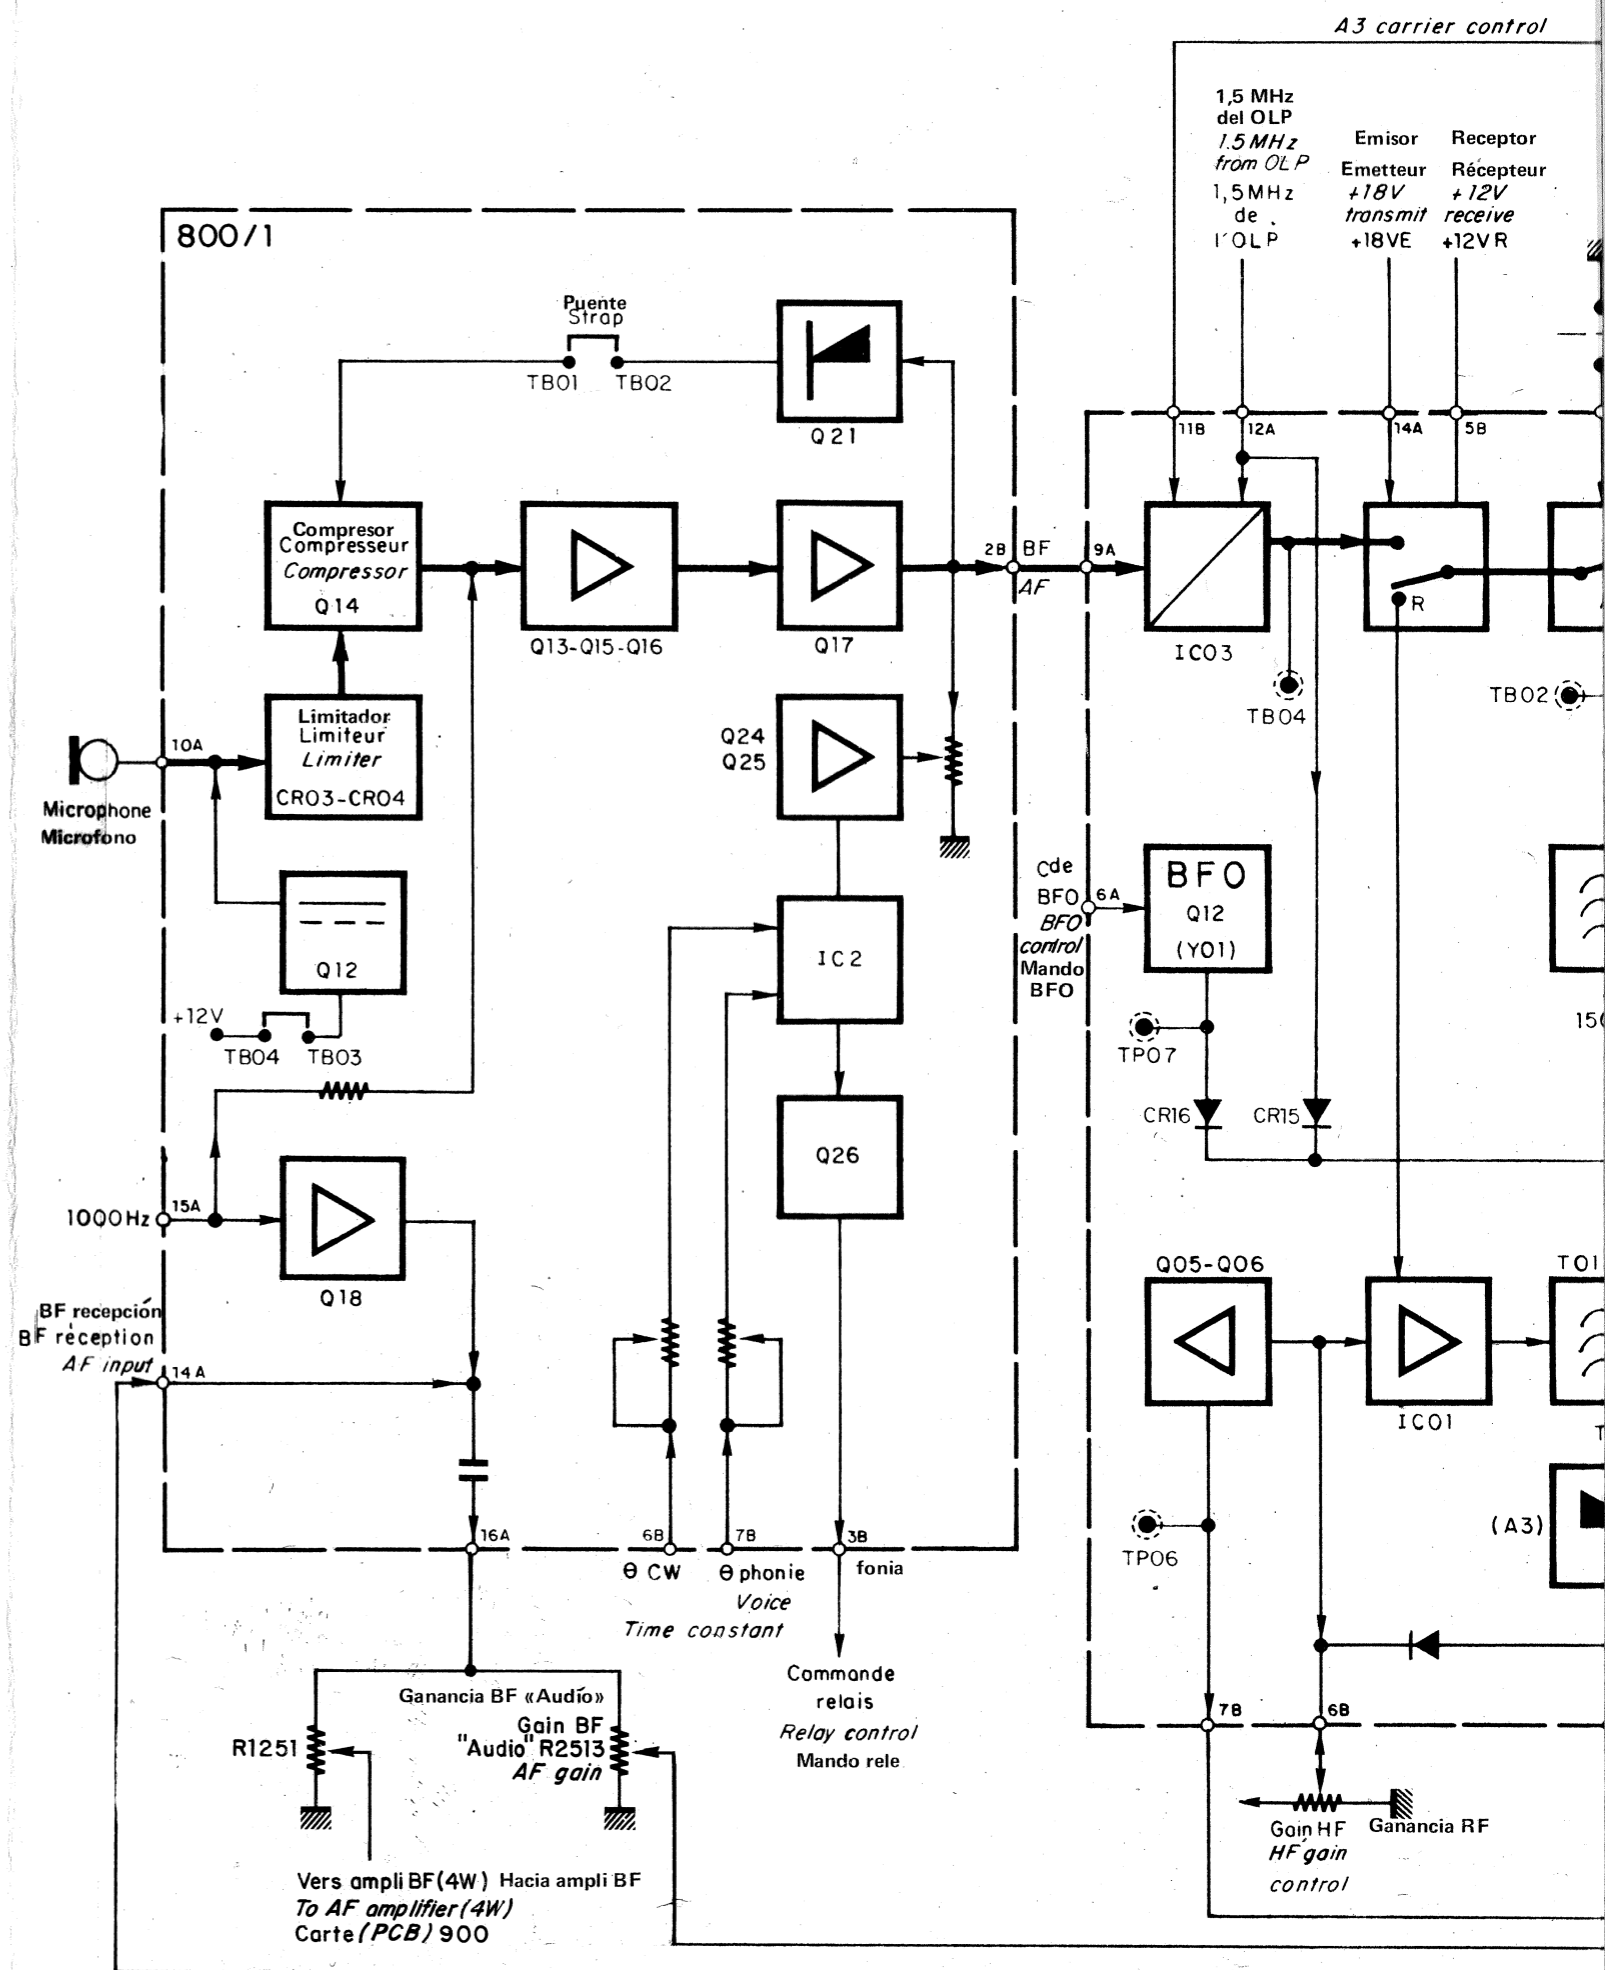 A3 carrier control
1,5 MHz
del OLP
1.5 MHz
from OLP
1,5MHz
de
l'OLP
Emisor
Emetteur
+18V
transmit
+18VE
Receptor
Récepteur
+12V
receive
+12VR
800/1
Puente
Strap
TB01
TB02
Q21
11B
12A
14A
5B
Compresor
Compresseur
Compressor
Q14
Q13-Q15-Q16
Q17
2B
BF
AF
9A
IC03
R
TB04
TB02
Limitador
Limiteur
Limiter
CR03-CR04
10A
Microphone
Microfono
Q24
Q25
Q12
+12V
TB04
TB03
IC2
Cde
BFO
BFO
control
Mando
BFO
6A
BFO
Q12
(Y01)
TP07
CR16
CR15
Q26
1000Hz
15A
Q18
BF recepción
BF réception
AF input
14A
Q05-Q06
T01
IC01
(A3)
TP06
16A
6B
7B
3B
θ CW
θ phonie
fonia
Voice
Time constant
Commande
relais
Relay control
Mando rele
Ganancia BF «Audio»
Gain BF
"Audio" R2513
AF gain
R1251
7B
6B
Gain HF
HF gain
control
Ganancia RF
Vers ampli BF(4W) Hacia ampli BF
To AF amplifier(4W)
Carte (PCB) 900